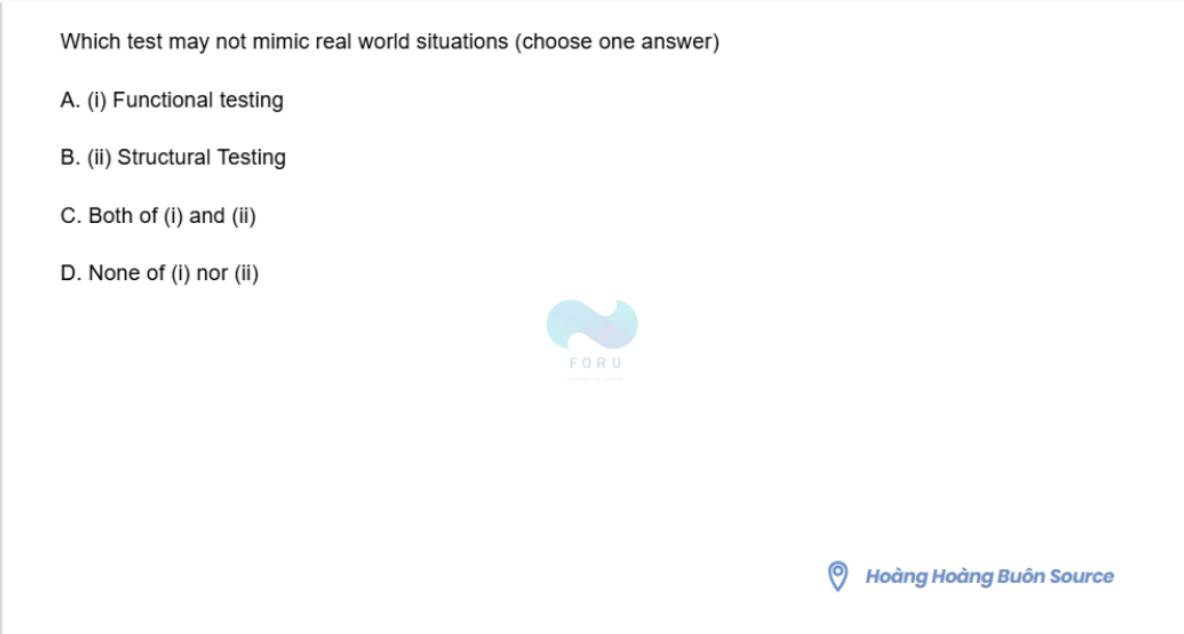 Which test may not mimic real world situations (choose one answer)
A. (i) Functional testing
B. (ii) Structural Testing
C. Both of (i) and (ii)
D. None of (i) nor (ii)
FORU
Hoàng Hoàng Buôn Source